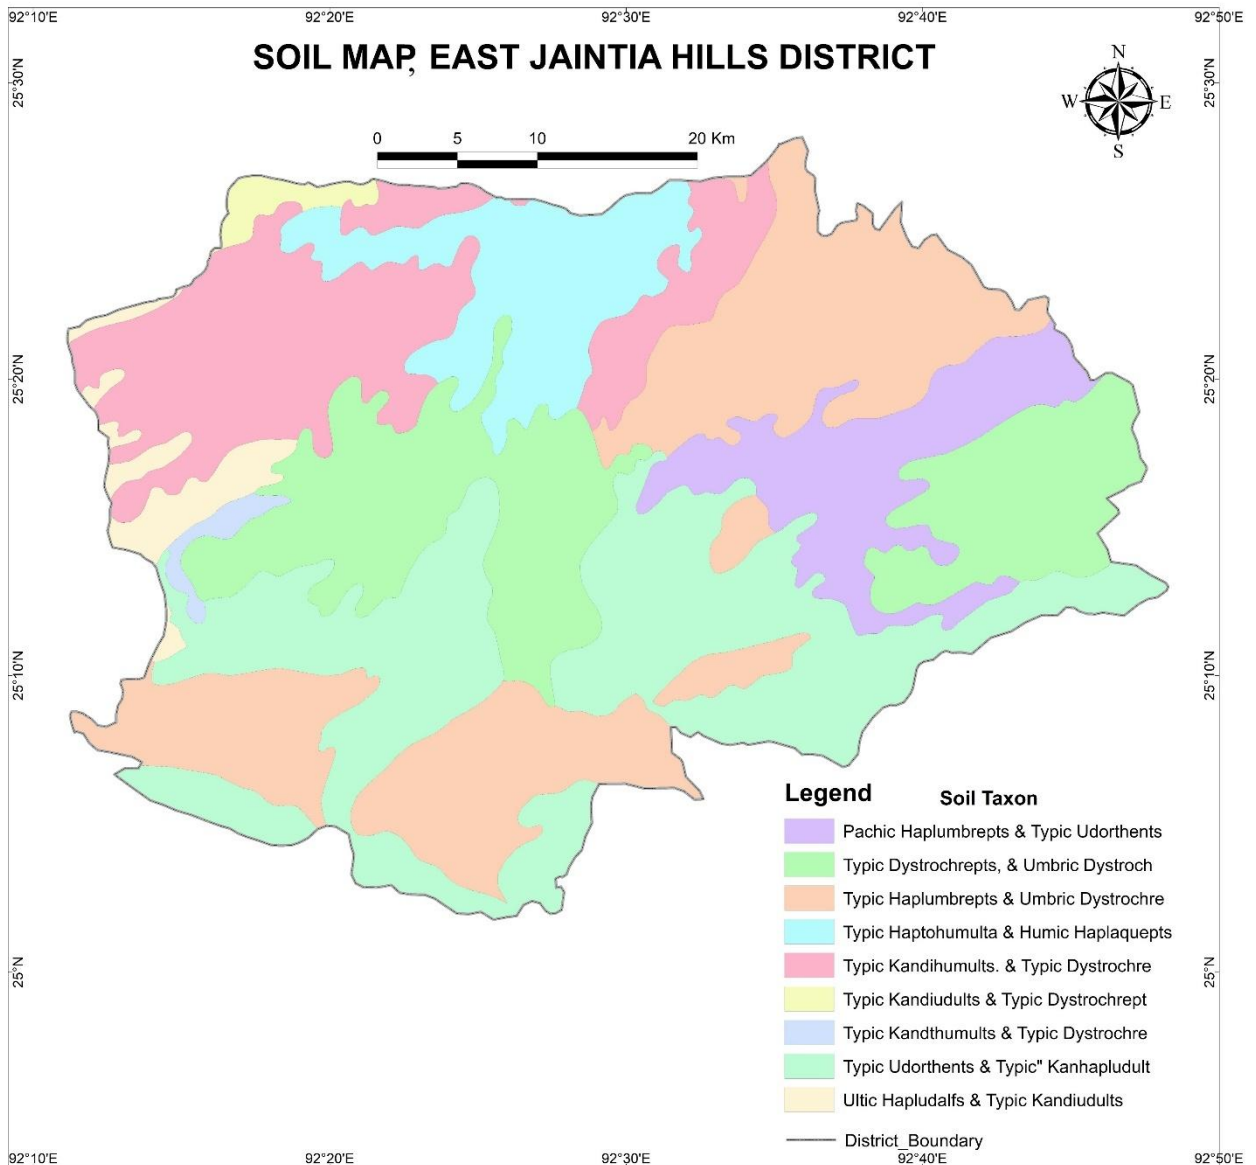 92°10'E 92°20'E 92°30'E 92°40'E 92°50'E
SOIL MAP, EAST JAINTIA HILLS DISTRICT
N
W E
S
25°30'N 25°30'N
0 5 10 20 Km
25°20'N 25°20'N
25°10'N 25°10'N
Legend
Soil Taxon
Pachic Haplumbrepts & Typic Udorthents
Typic Dystrochrepts, & Umbric Dystroch
Typic Haplumbrepts & Umbric Dystrochre
Typic Haptohumulta & Humic Haplaquepts
Typic Kandihumults. & Typic Dystrochre
Typic Kandiudults & Typic Dystrochrept
Typic Kandthumults & Typic Dystrochre
Typic Udorthents & Typic" Kanhapludult
Ultic Hapludalfs & Typic Kandiudults
District_Boundary
25°N 25°N
92°10'E 92°20'E 92°30'E 92°40'E 92°50'E